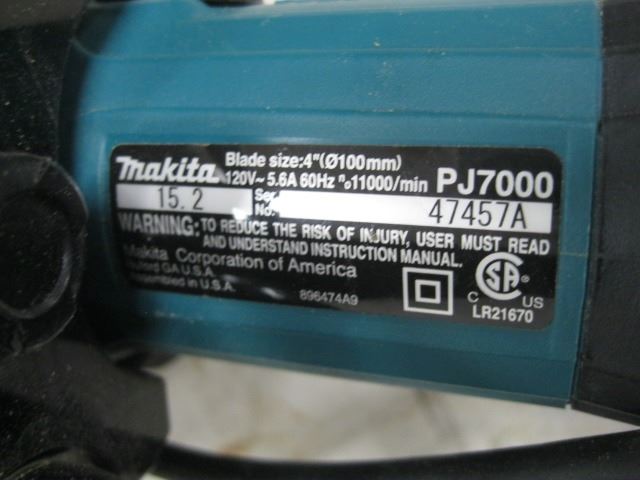 makita Blade size:4"(Ø100mm)
120V~ 5.6A 60Hz n₀11000/min PJ7000
15.2 Ser. No. 47457A
WARNING: TO REDUCE THE RISK OF INJURY, USER MUST READ
AND UNDERSTAND INSTRUCTION MANUAL.
Makita Corporation of America
GA U.S.A.
in U.S.A.
896474A9
C US
LR21670